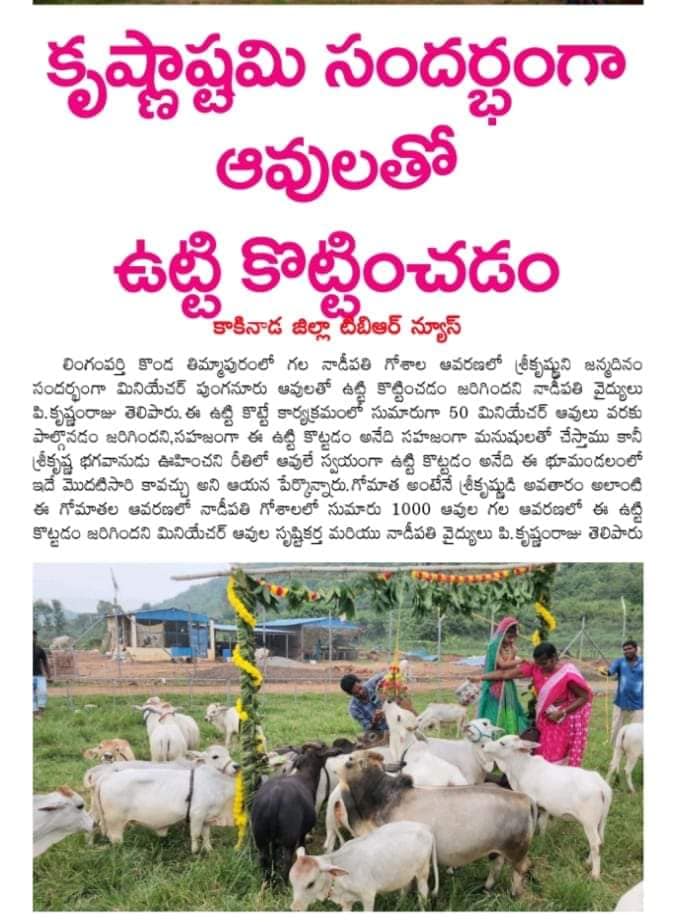 కృష్ణాష్టమి సందర్భంగా
ఆవులతో
ఉట్టి కొట్టించడం
కాకినాడ జిల్లా టిబిఆర్ న్యూస్
లింగంపర్తి కొండ తిమ్మాపురంలో గల నాడీపతి గోశాల ఆవరణలో శ్రీకృష్ణుని జన్మదినం
సందర్భంగా మినియేచర్ పుంగనూరు ఆవులతో ఉట్టి కొట్టించడం జరిగిందని నాడీపతి వైద్యులు
పి.కృష్ణంరాజు తెలిపారు.ఈ ఉట్టి కొట్టే కార్యక్రమంలో సుమారుగా 50 మినియేచర్ ఆవులు వరకు
పాల్గొనడం జరిగిందని,సహజంగా ఈ ఉట్టి కొట్టడం అనేది సహజంగా మనుషులతో చేస్తాము కానీ
శ్రీకృష్ణ భగవానుడు ఊహించని రీతిలో ఆవులే స్వయంగా ఉట్టి కొట్టడం అనేది ఈ భూమండలంలో
ఇదే మొదటిసారి కావచ్చు అని ఆయన పేర్కొన్నారు.గోమాత అంటేనే శ్రీకృష్ణుడి అవతారం అలాంటి
ఈ గోమాతల ఆవరణలో నాడీపతి గోశాలలో సుమారు 1000 ఆవుల గల ఆవరణలో ఈ ఉట్టి
కొట్టడం జరిగిందని మినియేచర్ ఆవుల సృష్టికర్త మరియు నాడీపతి వైద్యులు పి.కృష్ణంరాజు తెలిపారు